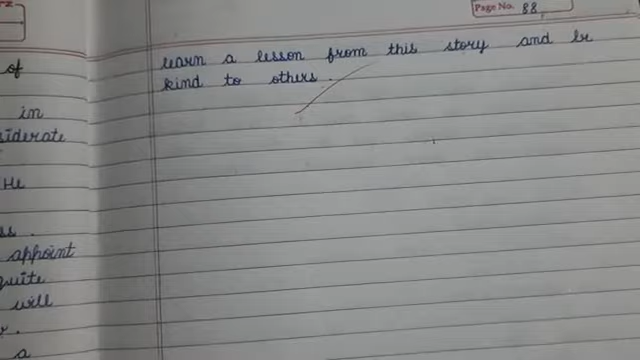 Page No. 88
learn a lesson from this story and be
kind to others.
of
in
siderate
He
ss.
appoint
quite
will
a